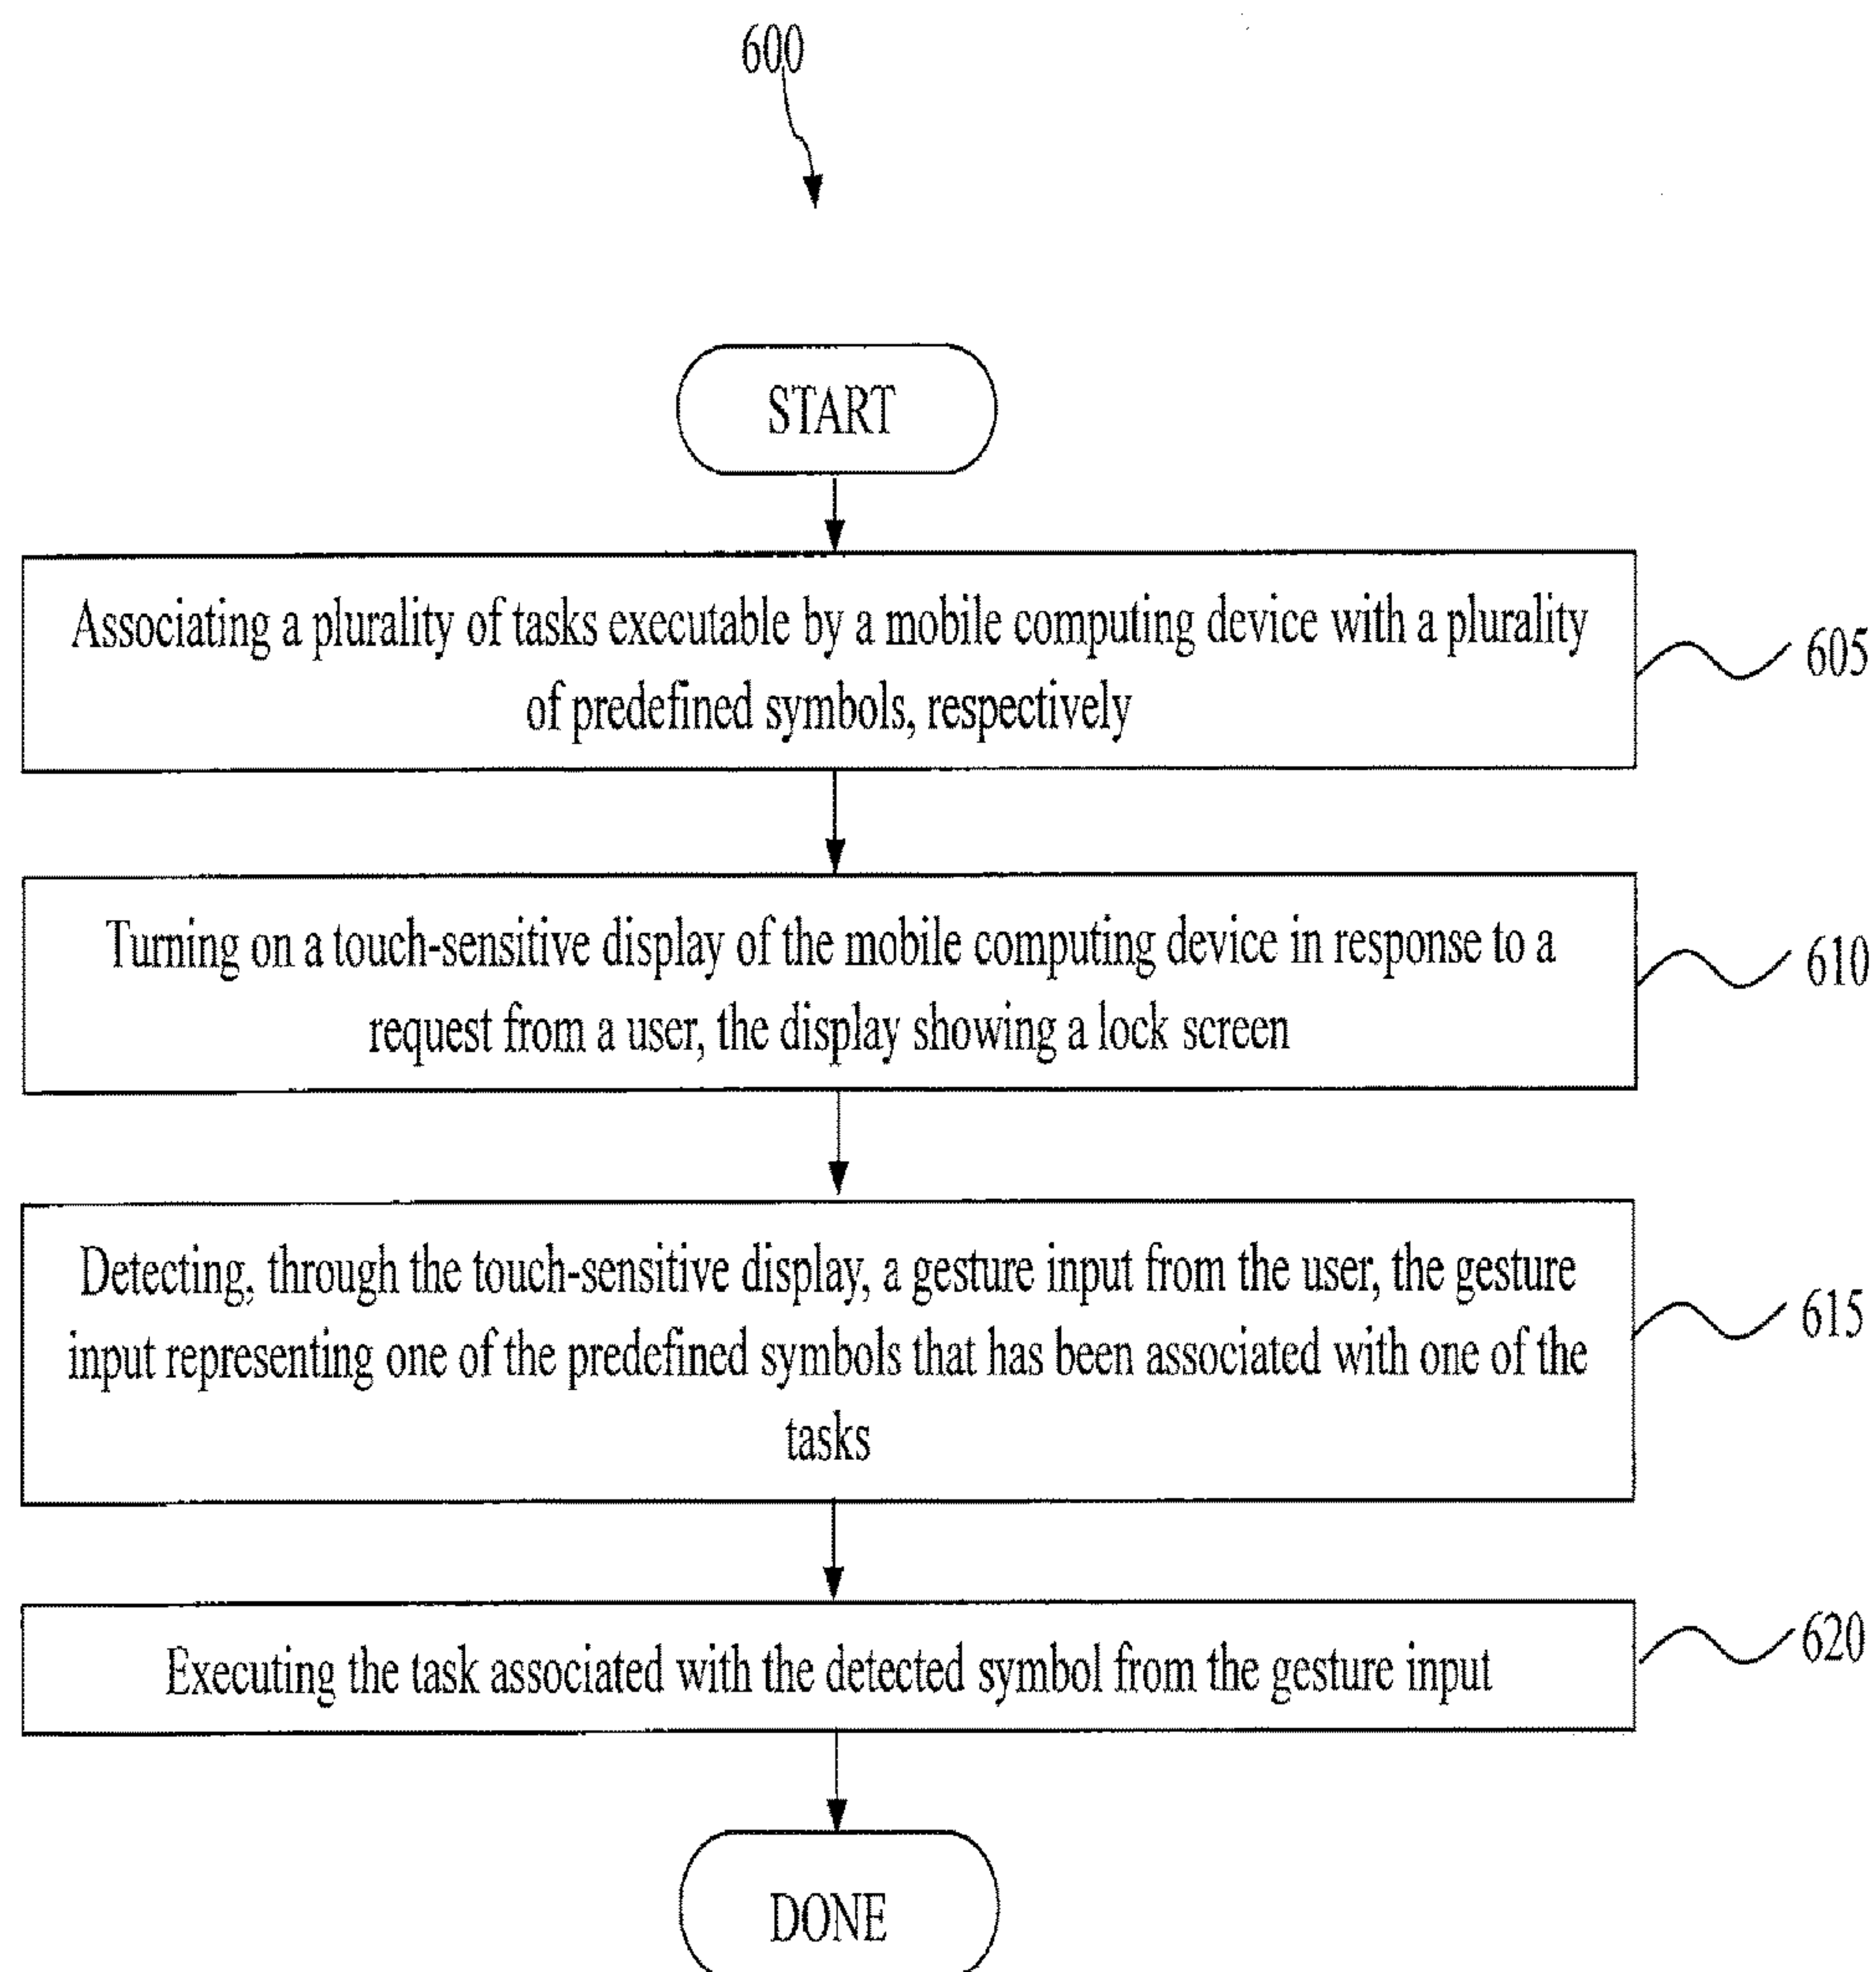 600
START
Associating a plurality of tasks executable by a mobile computing device with a plurality
of predefined symbols, respectively
605
Turning on a touch-sensitive display of the mobile computing device in response to a
request from a user, the display showing a lock screen
610
Detecting, through the touch-sensitive display, a gesture input from the user, the gesture
input representing one of the predefined symbols that has been associated with one of the
tasks
615
Executing the task associated with the detected symbol from the gesture input
620
DONE